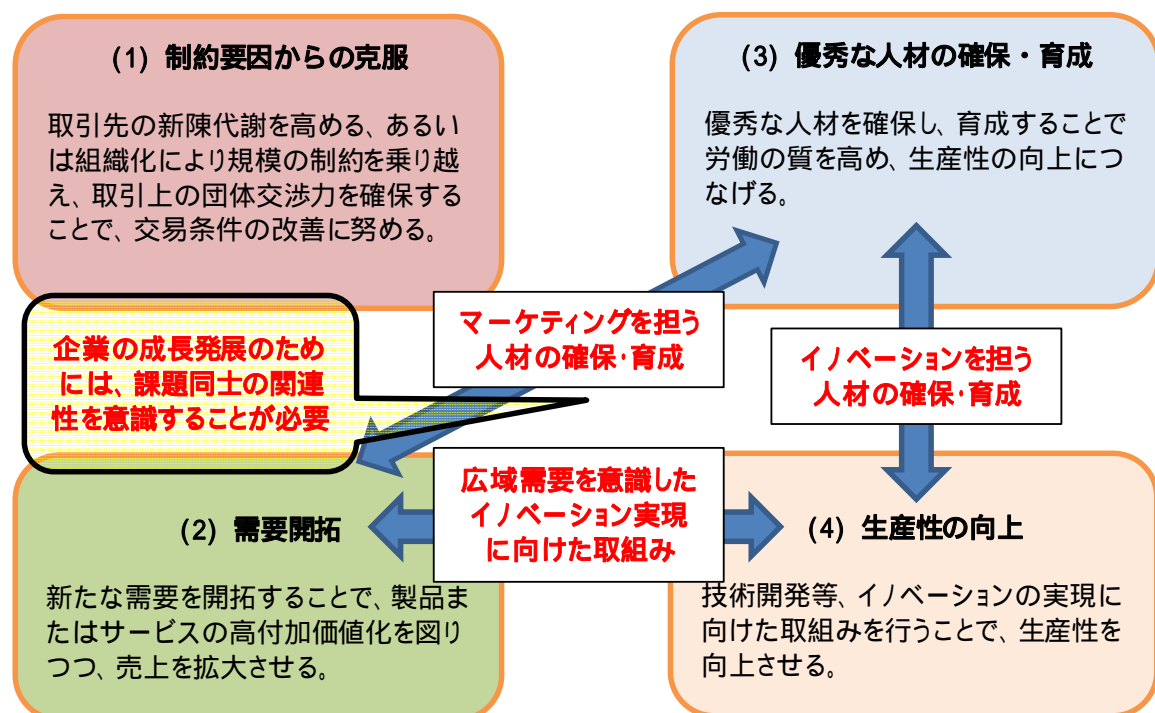 (1) 制約要因からの克服
取引先の新陳代謝を高める、あるい
は組織化により規模の制約を乗り越
え、取引上の団体交渉力を確保する
ことで、交易条件の改善に努める。
(3) 優秀な人材の確保・育成
優秀な人材を確保し、育成することで
労働の質を高め、生産性の向上につ
なげる。
企業の成長発展のため
には、課題同士の関連
性を意識することが必要
マーケティングを担う
人材の確保・育成
イノベーションを担う
人材の確保・育成
広域需要を意識した
イノベーション実現
に向けた取組み
(2) 需要開拓
新たな需要を開拓することで、製品ま
たはサービスの高付加価値化を図り
つつ、売上を拡大させる。
(4) 生産性の向上
技術開発等、イノベーションの実現に
向けた取組みを行うことで、生産性を
向上させる。